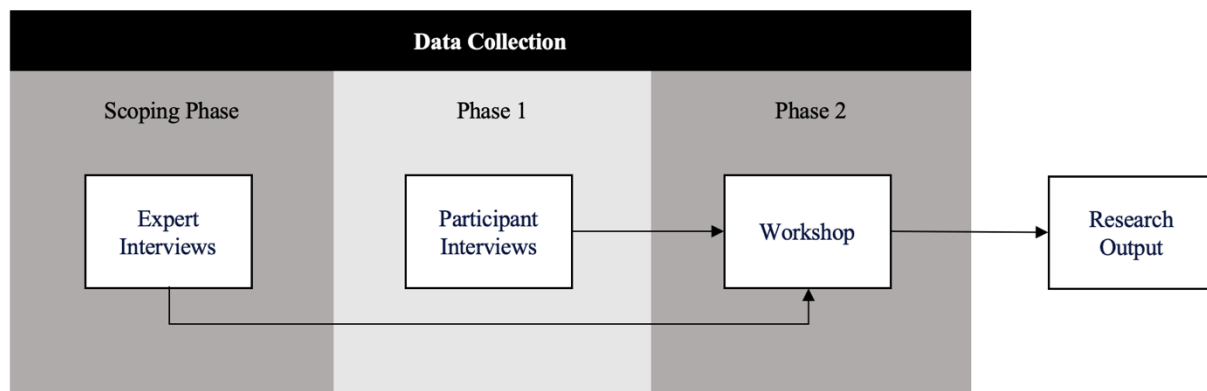 Data Collection
Scoping Phase
Phase 1
Phase 2
Expert
Interviews
Participant
Interviews
Workshop
Research
Output